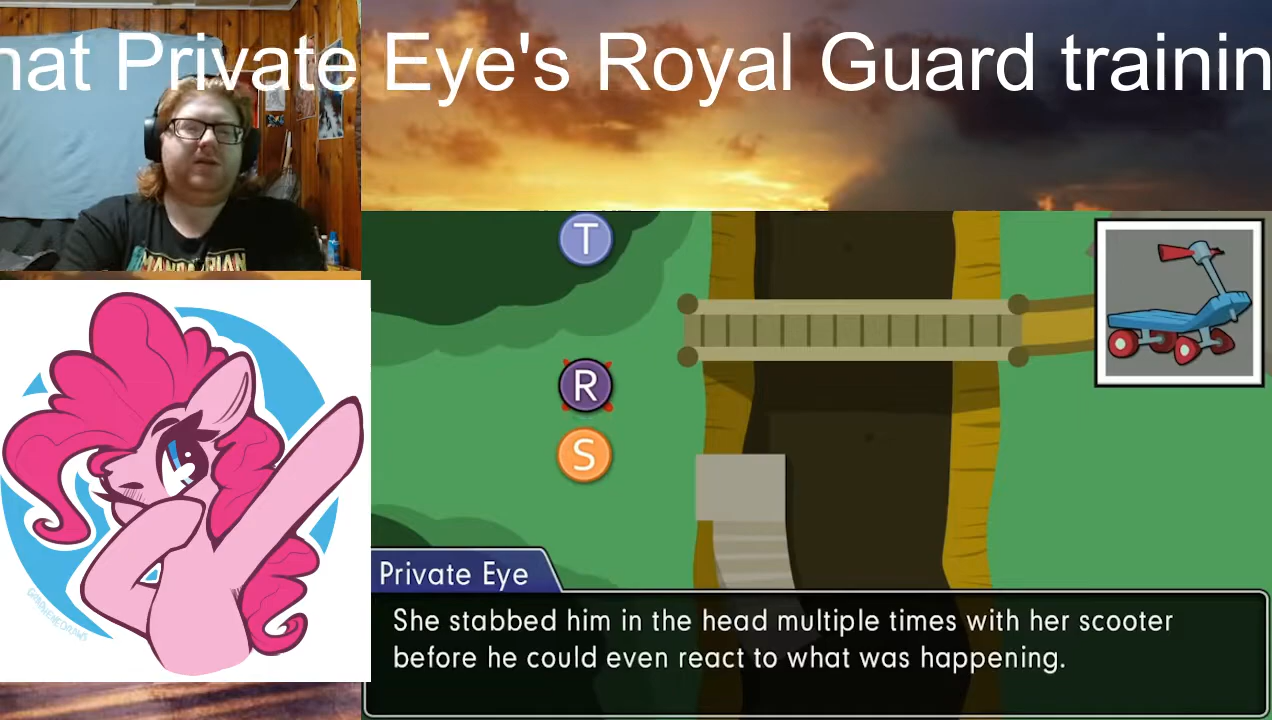 hat Private Eye's Royal Guard trainin
MANDALORIAN
T
R
S
Private Eye
She stabbed him in the head multiple times with her scooter
before he could even react to what was happening.